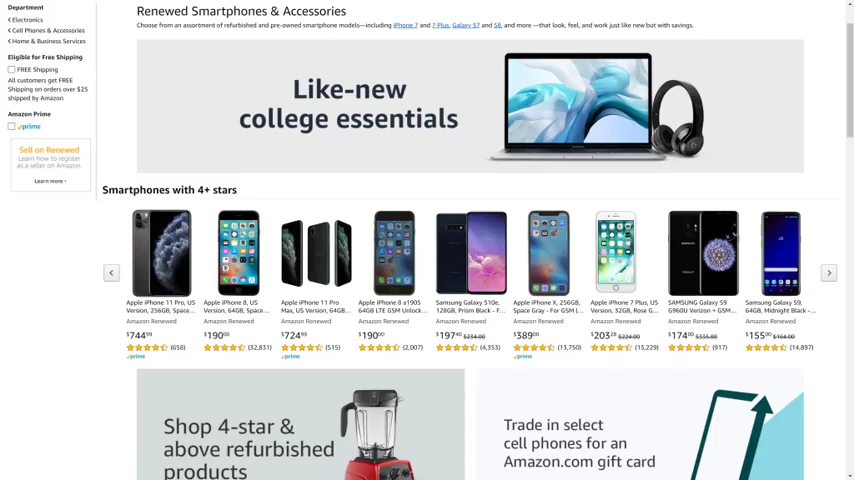 Department
Electronics
Cell Phones & Accessories
Home & Business Services
Eligible for Free Shipping
FREE Shipping
All customers get FREE
Shipping on orders over $25
shipped by Amazon
Amazon Prime
prime
Sell on Renewed
Learn how to register
as a seller on Amazon.
Learn more
Renewed Smartphones & Accessories
Choose from an assortment of refurbished and pre-owned smartphone models—including iPhone 7 and 7 Plus, Galaxy S7 and S8, and more —that look, feel, and work just like new but with savings.
Like-new
college essentials
Smartphones with 4+ stars
Apple iPhone 11 Pro, US
Version, 256GB, Space...
Amazon Renewed
$744.99
(658)
prime
Apple iPhone 8, US
Version, 64GB, Space...
Amazon Renewed
$190.00
(32,831)
Apple iPhone 11 Pro
Max, US Version, 64GB...
Amazon Renewed
$724.99
(515)
prime
Apple iPhone 8 a1905
64GB LTE GSM Unlock...
Amazon Renewed
$190.00
(2,007)
Samsung Galaxy S10e,
128GB, Prism Black - F...
Amazon Renewed
$197.40 $234.00
(4,353)
Apple iPhone X, 256GB,
Space Gray - For GSM (...
Amazon Renewed
$389.00
(13,750)
prime
Apple iPhone 7 Plus, US
Version, 32GB, Rose G...
Amazon Renewed
$203.28 $224.00
(13,229)
SAMSUNG Galaxy S9
G960U Verizon + GSM...
Amazon Renewed
$174.00 $335.88
(917)
Samsung Galaxy S9,
64GB, Midnight Black -...
Amazon Renewed
$155.00 $164.00
(14,897)
Shop 4-star &
above refurbished
products
Trade in select
cell phones for an
Amazon.com gift card